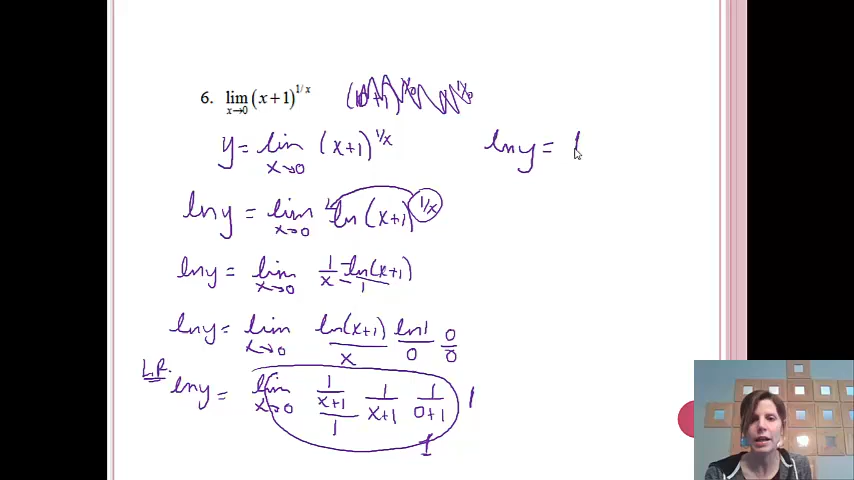 6. lim x→0 (x+1)^{1/x}
y = lim x→0 (x+1)^{1/x}
ln y = 1
ln y = lim x→0 ln (x+1)^{1/x}
ln y = lim x→0 1/x · ln(x+1)/1
ln y = lim x→0 ln(x+1)/x ln1/0 0/0
L.R. ln y = lim x→0 (1/(x+1))/1 1/(x+1) 1/(0+1) 1
1